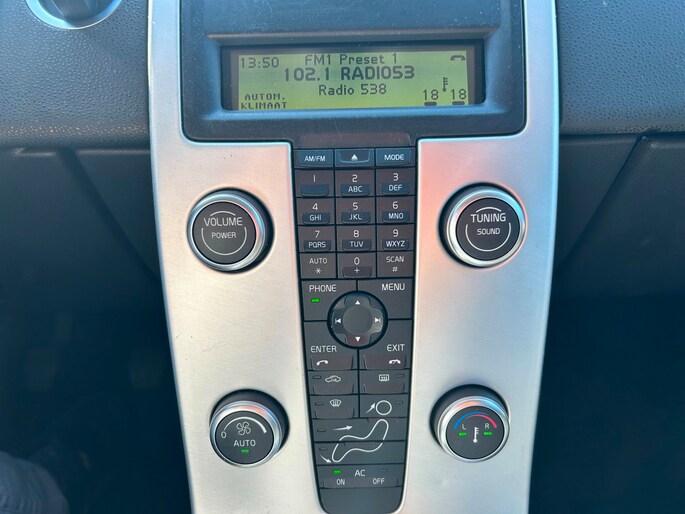 13:50
FM1 Preset 1
102.1 RADIO53
Radio 538
AUTOM.
KLIMAAT
18 18
AM/FM
MODE
1
2 ABC
3 DEF
4 GHI
5 JKL
6 MNO
7 PQRS
8 TUV
9 WXYZ
AUTO *
0 +
SCAN #
VOLUME
POWER
TUNING
SOUND
PHONE
MENU
ENTER
EXIT
0
AUTO
L R
AC
ON OFF